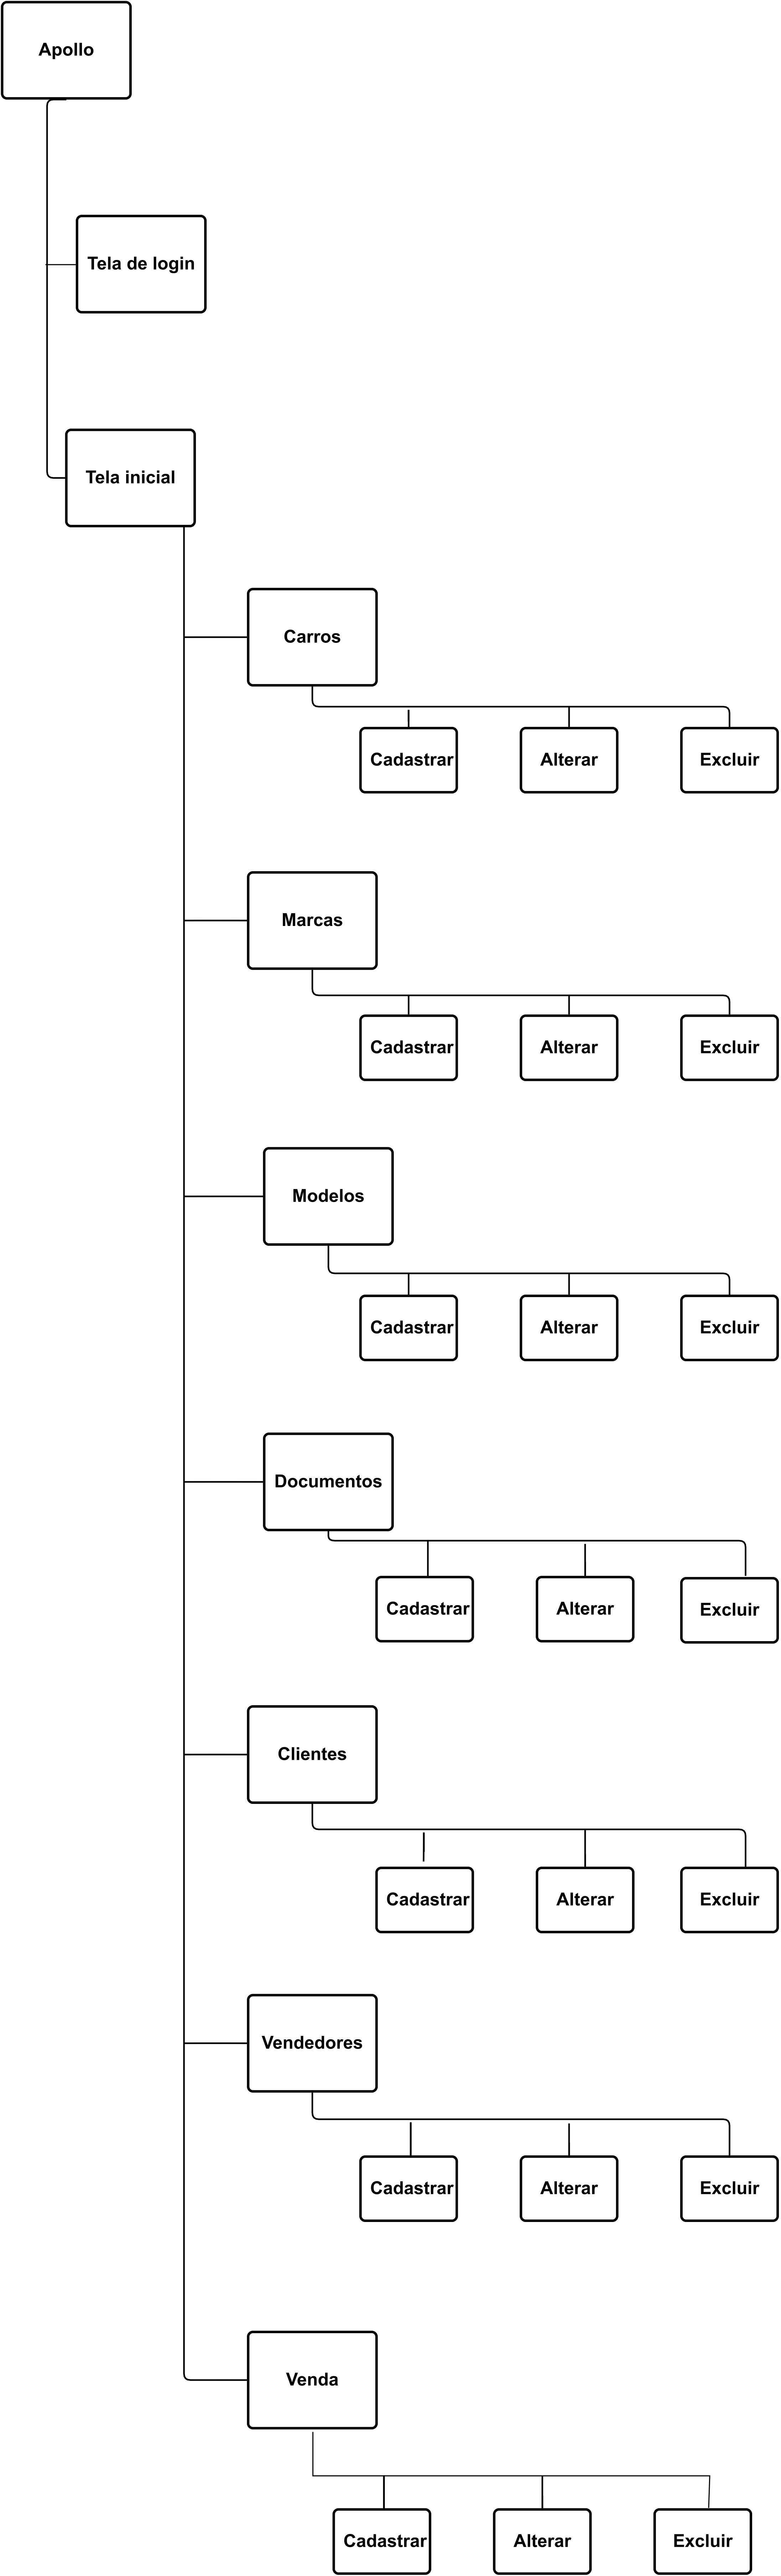 Apollo
Tela de login
Tela inicial
Carros
Cadastrar
Alterar
Excluir
Marcas
Cadastrar
Alterar
Excluir
Modelos
Cadastrar
Alterar
Excluir
Documentos
Cadastrar
Alterar
Excluir
Clientes
Cadastrar
Alterar
Excluir
Vendedores
Cadastrar
Alterar
Excluir
Venda
Cadastrar
Alterar
Excluir